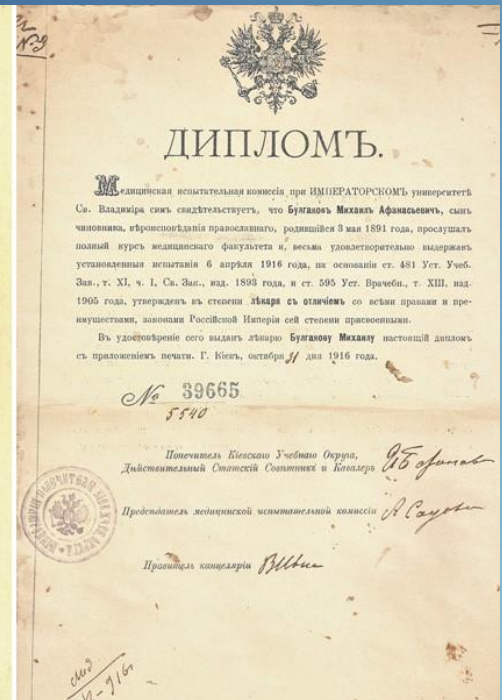 ДИПЛОМЪ.
Медицинская испытательная комиссія при ИМПЕРАТОРСКОМЪ университетѣ
Св. Владиміра симъ свидѣтельствуетъ, что Булгановъ Михаилъ Афанасьевичъ, сынъ
чиновника, вѣроисповѣданія православнаго, родившійся 3 мая 1891 года, прослушалъ
полный курсъ медицинскаго факультета и, весьма удовлетворительно выдержавъ
установленныя испытанія 6 апрѣля 1916 года, на основаніи ст. 481 Уст. Учеб.
Зав., т. XI, ч. I, Св. Зак., изд. 1893 года, и ст. 595 Уст. Врачебн., т. XIII, изд.
1905 года, утвержденъ въ степени лѣкаря съ отличіемъ со всѣми правами и пре-
имуществами, законами Россійской Имперіи сей степени присвоенными.
Въ удостовѣреніе сего выданъ лѣкарю Булганову Михаилу настоящій дипломъ
съ приложеніемъ печати. Г. Кіевъ, октября 31 дня 1916 года.
№ 39665
5540
Попечитель Кіевскаго Учебнаго Округа,
Дѣйствительный Статскій Совѣтникъ и Кавалеръ
Предсѣдатель медицинской испытательной комиссіи
Правитель канцеляріи